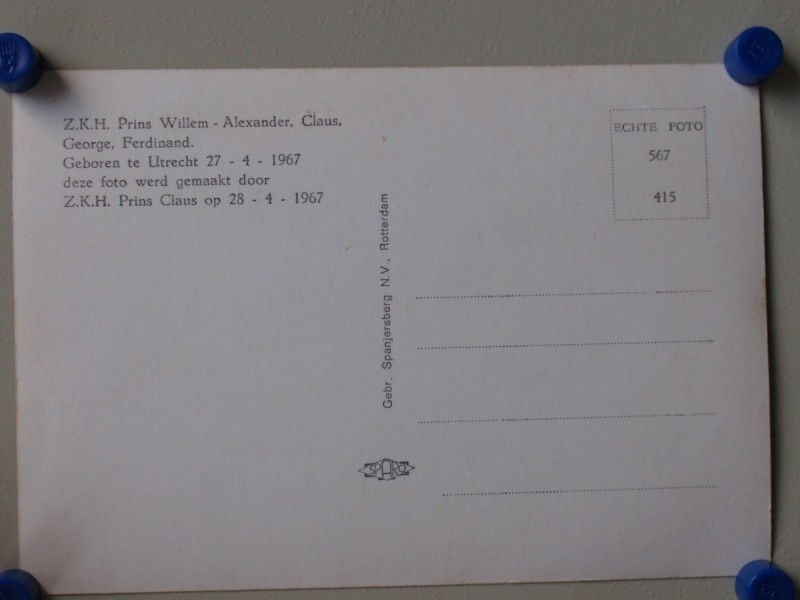 Z.K.H. Prins Willem - Alexander, Claus,
George, Ferdinand.
Geboren te Utrecht 27 - 4 - 1967
deze foto werd gemaakt door
Z.K.H. Prins Claus op 28 - 4 - 1967
Gebr. Spanjersberg N.V., Rotterdam
SPARO
ECHTE FOTO
567
415